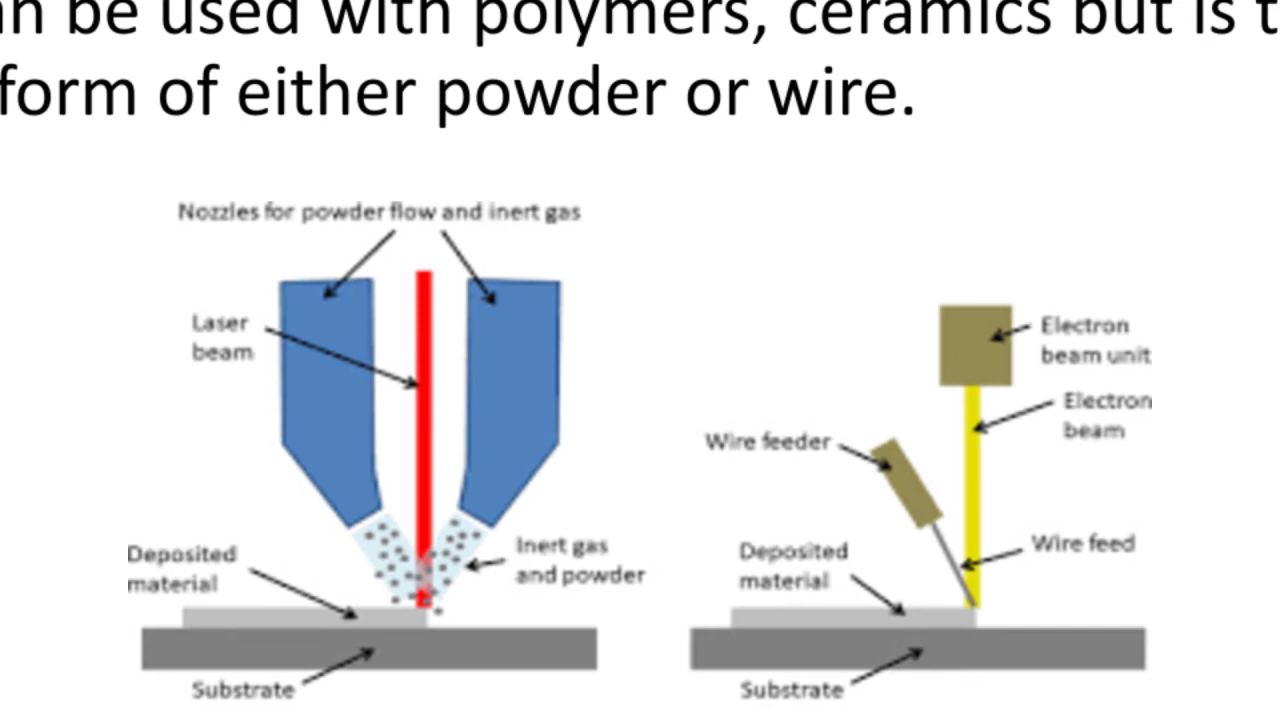 an be used with polymers, ceramics but is t
form of either powder or wire.
Nozzles for powder flow and inert gas
Laser
beam
Inert gas
and powder
Deposited
material
Substrate
Electron
beam unit
Electron
beam
Wire feeder
Wire feed
Deposited
material
Substrate